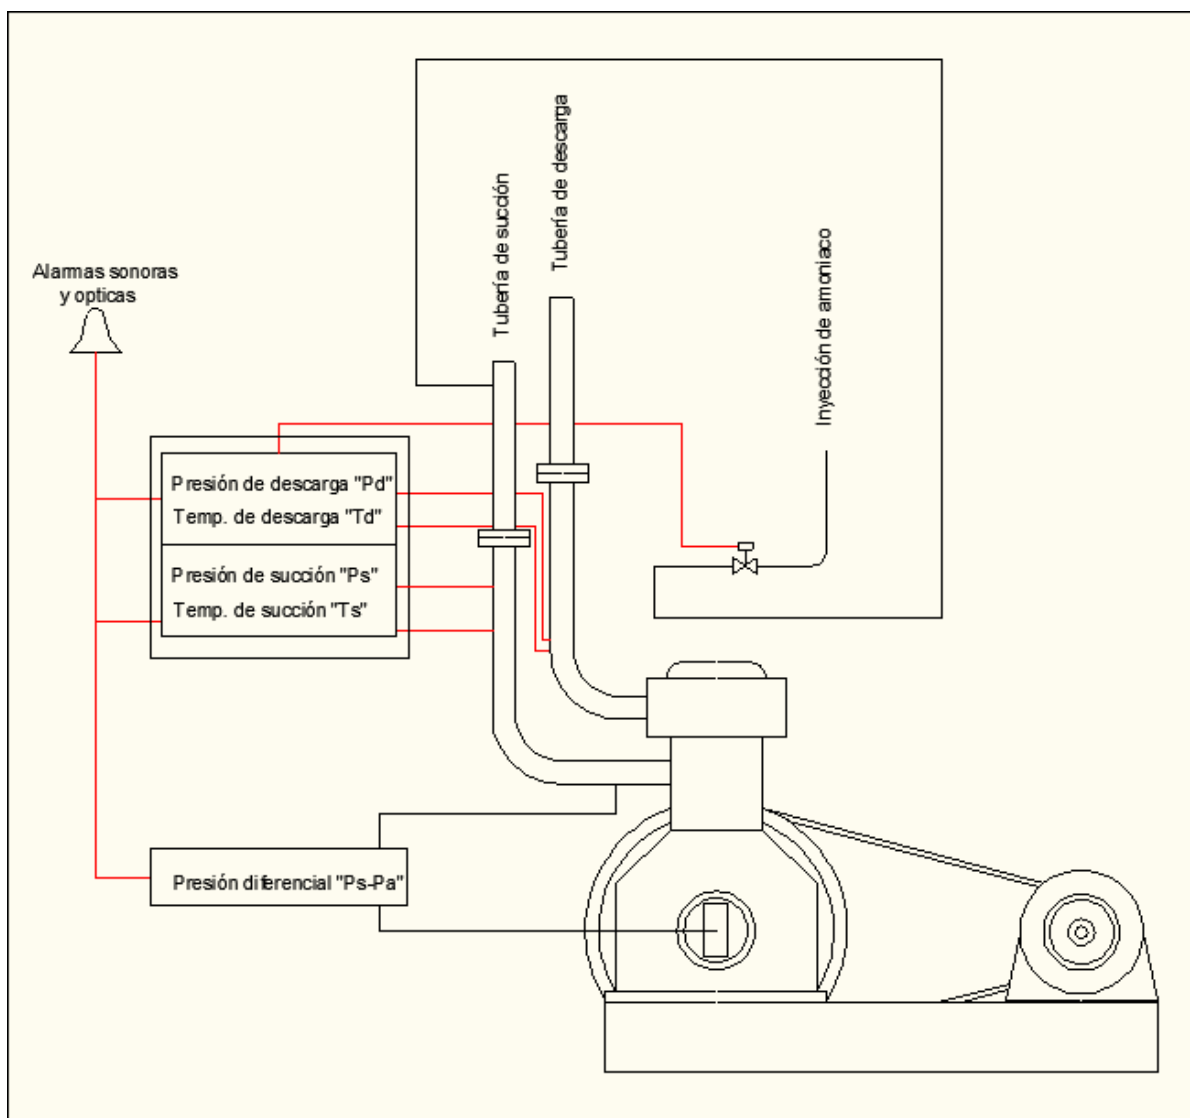 Tubería de succión
Tubería de descarga
Inyección de amoniaco
Alarmas sonoras
y opticas
Presión de descarga "Pd"
Temp. de descarga "Td"
Presión de succión "Ps"
Temp. de succión "Ts"
Presión diferencial "Ps-Pa"